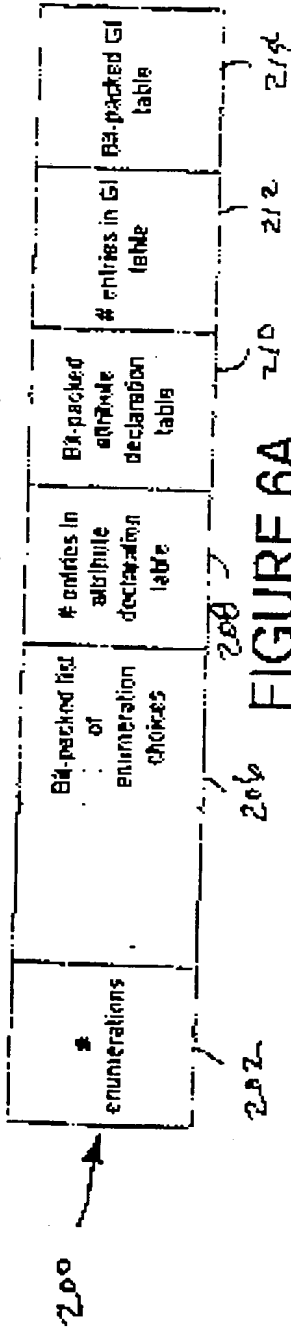 200
#
enumerations
202
Bit-packed list
of
enumeration
choices
206
# entries in
attribute
declaration
table
208
Bit-packed
attribute
declaration
table
210
# entries in GI
table
212
Bit-packed GI
table
214
FIGURE 6A